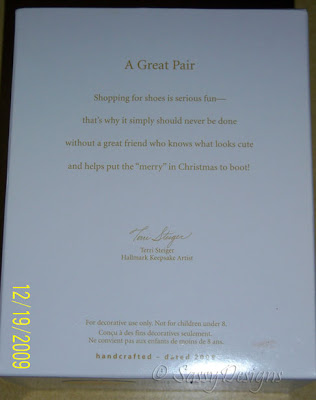 A Great Pair
Shopping for shoes is serious fun—
that's why it simply should never be done
without a great friend who knows what looks cute
and helps put the "merry" in Christmas to boot!
Terri Steiger
Terri Steiger
Hallmark Keepsake Artist
For decorative use only. Not for children under 8.
Conçu à des fins décoratives seulement.
Ne convient pas aux enfants de moins de 8 ans.
handcrafted - dated
© SassyDesigns
12/19/2009